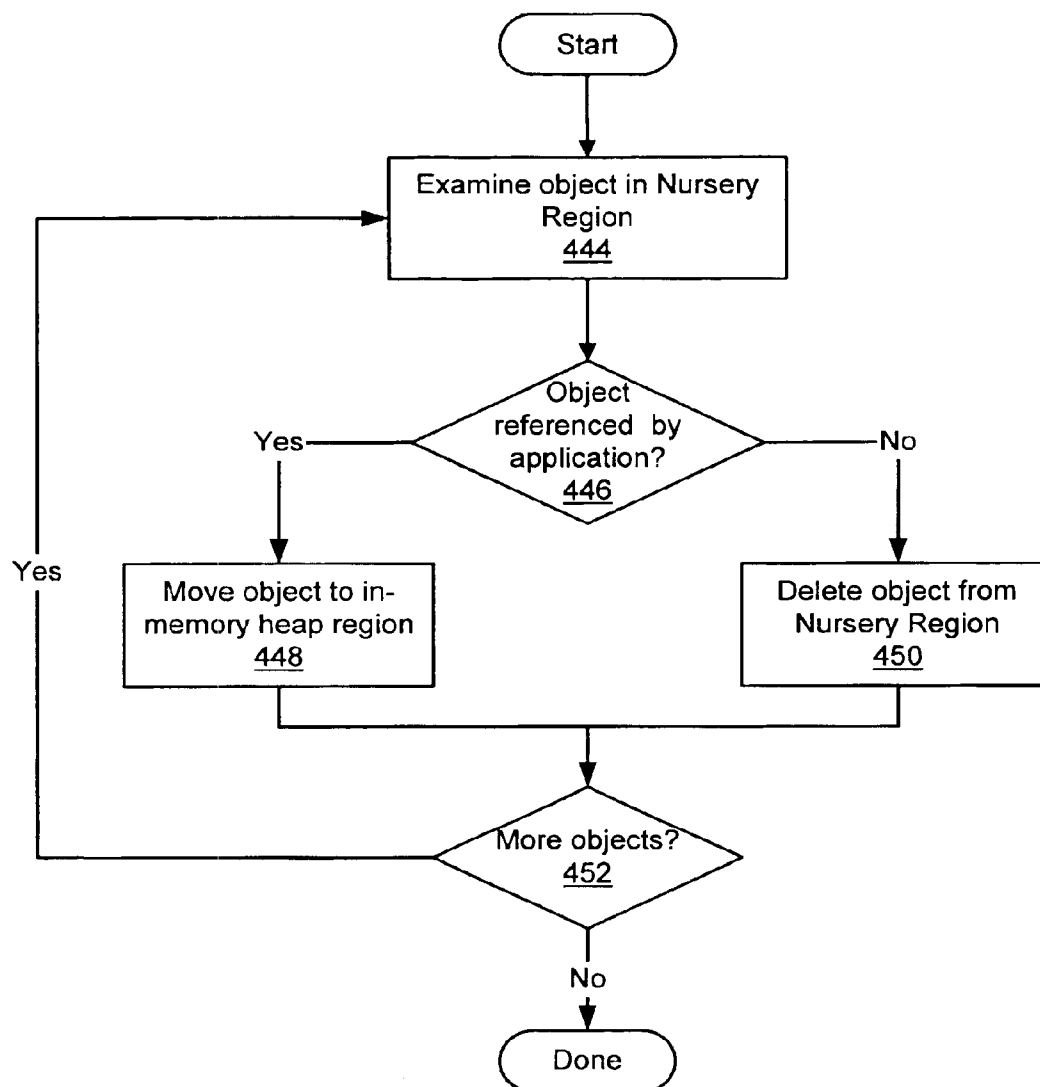 Start
Examine object in Nursery
Region
444
Object
referenced by
application?
446
Yes
No
Yes
Move object to in-
memory heap region
448
Delete object from
Nursery Region
450
More objects?
452
No
Done